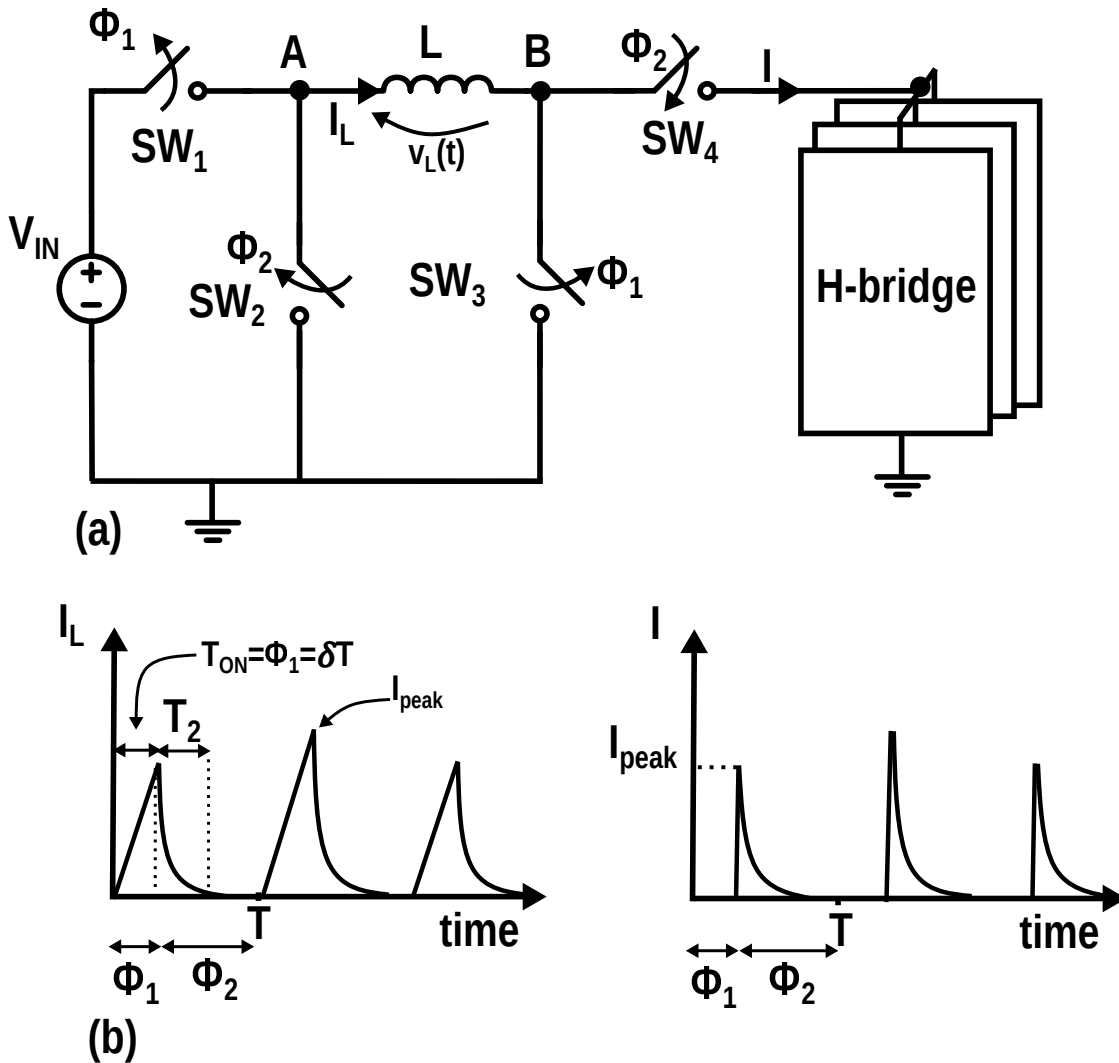 Φ1
A
L
B
Φ2
I
SW1
IL
vL(t)
SW4
VIN
+
−
Φ2
SW2
SW3
Φ1
H-bridge
(a)
IL
TON=Φ1=δT
T2
Ipeak
T
time
Φ1
Φ2
I
Ipeak
T
time
Φ1
Φ2
(b)